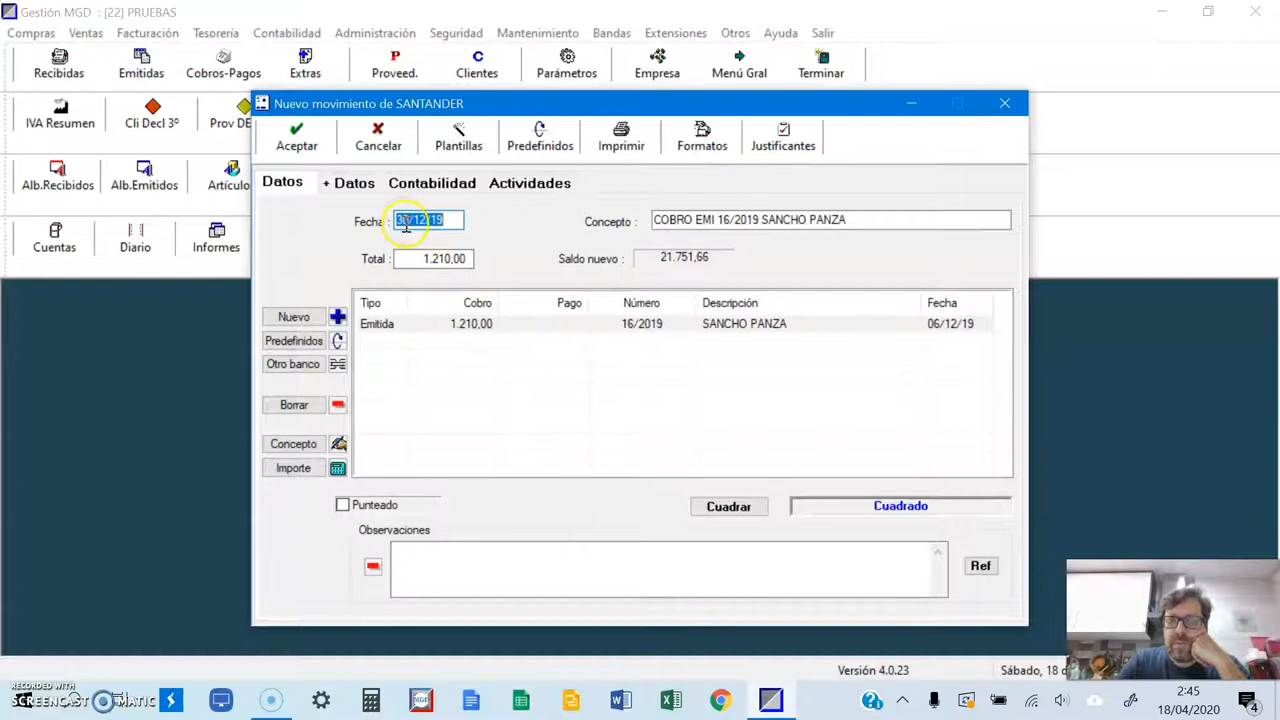 Gestión MGD : [22] PRUEBAS
Compras Ventas Facturación Tesorería Contabilidad Administración Seguridad Mantenimiento Bandas Extensiones Otros Ayuda Salir
Recibidas Emitidas Cobros-Pagos Extras Proveed. Clientes Parámetros Empresa Menú Gral Terminar
Nuevo movimiento de SANTANDER
IVA Resumen Cli Decl 3º Prov DE
Aceptar Cancelar Plantillas Predefinidos Imprimir Formatos Justificantes
Alb.Recibidos Alb.Emitidos Artículo
Datos + Datos Contabilidad Actividades
Fecha : Concepto : COBRO EMI 16/2019 SANCHO PANZA
Cuentas Diario Informes
Total : 1.210,00 Saldo nuevo : 21.751,66
Tipo Cobro Pago Número Descripción Fecha
Nuevo
Emitida 1.210,00 16/2019 SANCHO PANZA 06/12/19
Predefinidos
Otro banco
Borrar
Concepto
Importe
Punteado Cuadrar Cuadrado
Observaciones
Ref
Versión 4.0.23 Sábado, 18 d
RECORDED WITH
SCREENCAST MATIC
MGD
2:45
18/04/2020
4